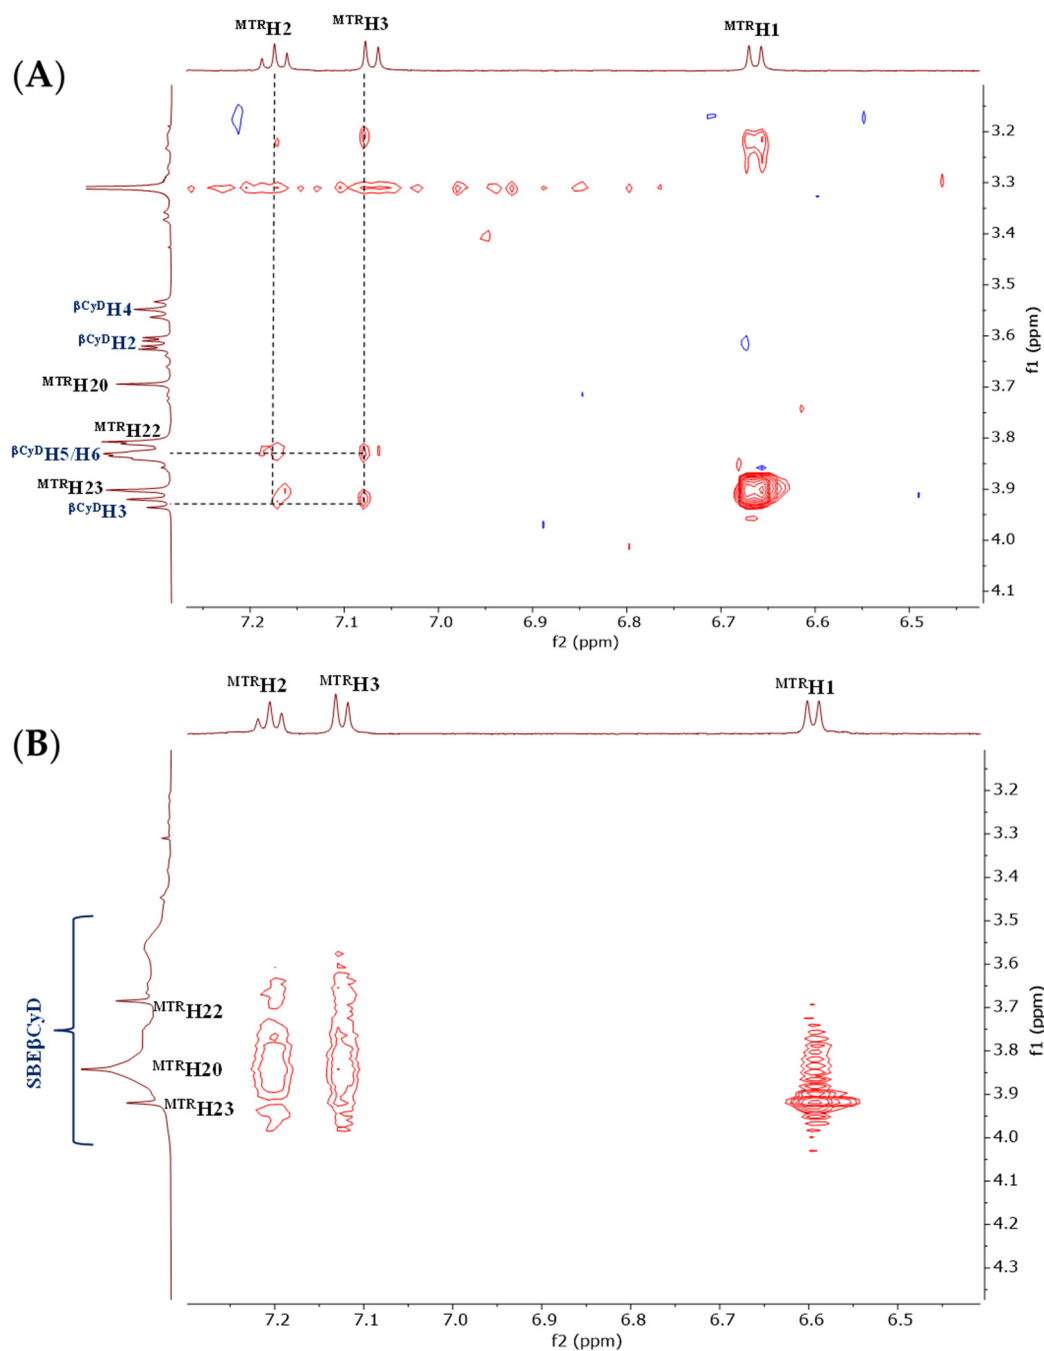 (A)
MTRH2 MTRH3 MTRH1
βCyDH4
βCyDH2
MTRH20
MTRH22
βCyDH5/H6
MTRH23
βCyDH3
3.2
3.3
3.4
3.5
3.6
3.7
3.8
3.9
4.0
4.1
f1 (ppm)
7.2 7.1 7.0 6.9 6.8 6.7 6.6 6.5
f2 (ppm)
(B)
MTRH2 MTRH3 MTRH1
SBEβCyD
MTRH22
MTRH20
MTRH23
3.2
3.3
3.4
3.5
3.6
3.7
3.8
3.9
4.0
4.1
4.2
4.3
f1 (ppm)
7.2 7.1 7.0 6.9 6.8 6.7 6.6 6.5
f2 (ppm)